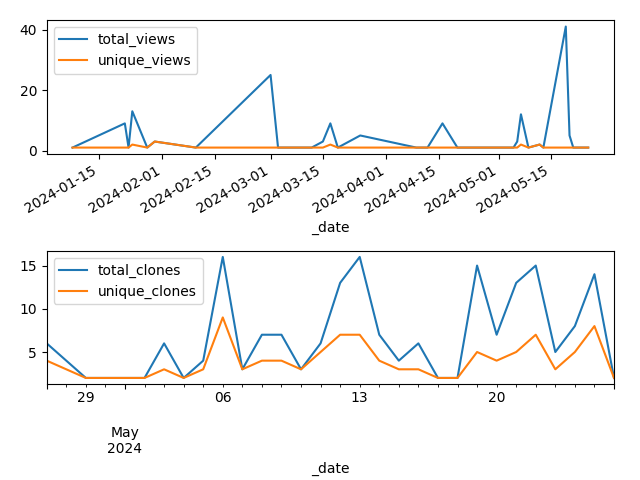 40
20
0
total_views
unique_views
2024-01-15
2024-02-01
2024-02-15
2024-03-01
2024-03-15
2024-04-01
2024-04-15
2024-05-01
2024-05-15
_date
15
10
5
total_clones
unique_clones
29
06
13
20
May
2024
_date